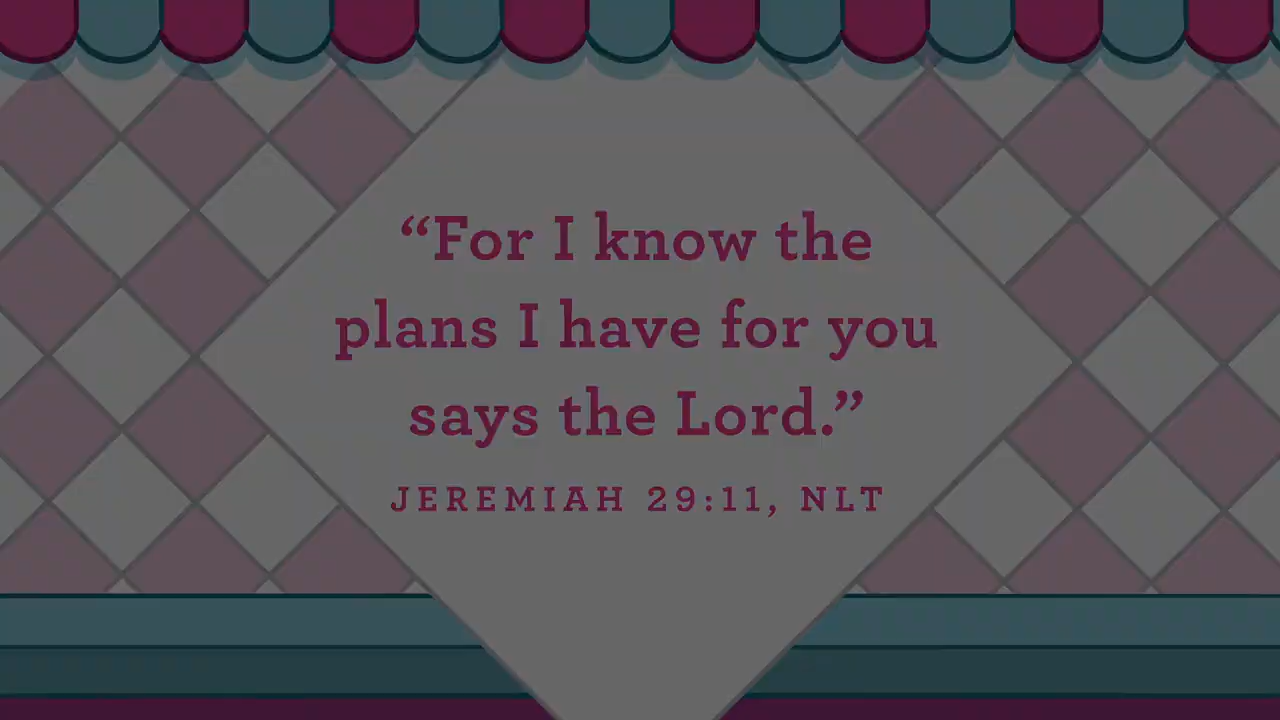 “For I know the
plans I have for you
says the Lord.”
JEREMIAH 29:11, NLT